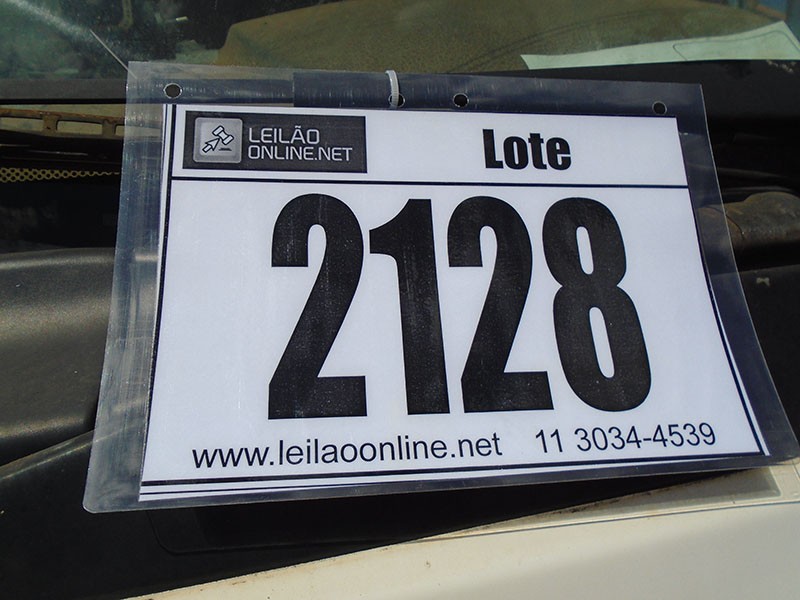 LEILÃO
ONLINE.NET
Lote
2128
www.leilaoonline.net 11 3034-4539